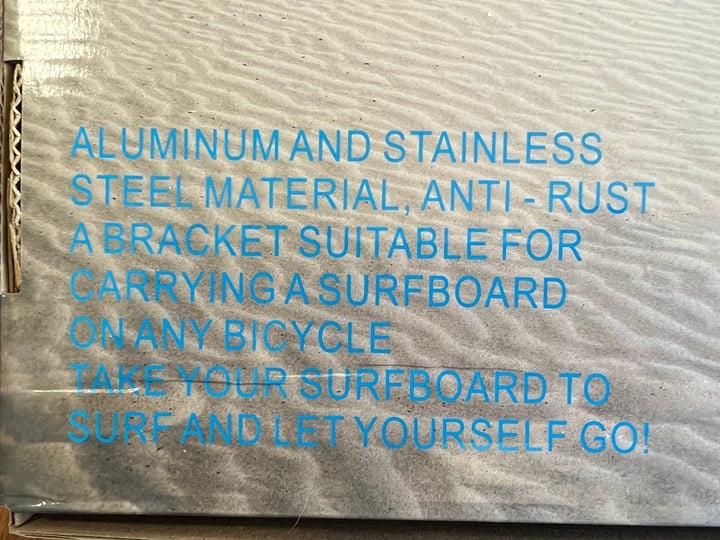 ALUMINUM AND STAINLESS
STEEL MATERIAL, ANTI - RUST
A BRACKET SUITABLE FOR
CARRYING A SURFBOARD
ON ANY BICYCLE
TAKE YOUR SURFBOARD TO
SURF AND LET YOURSELF GO!